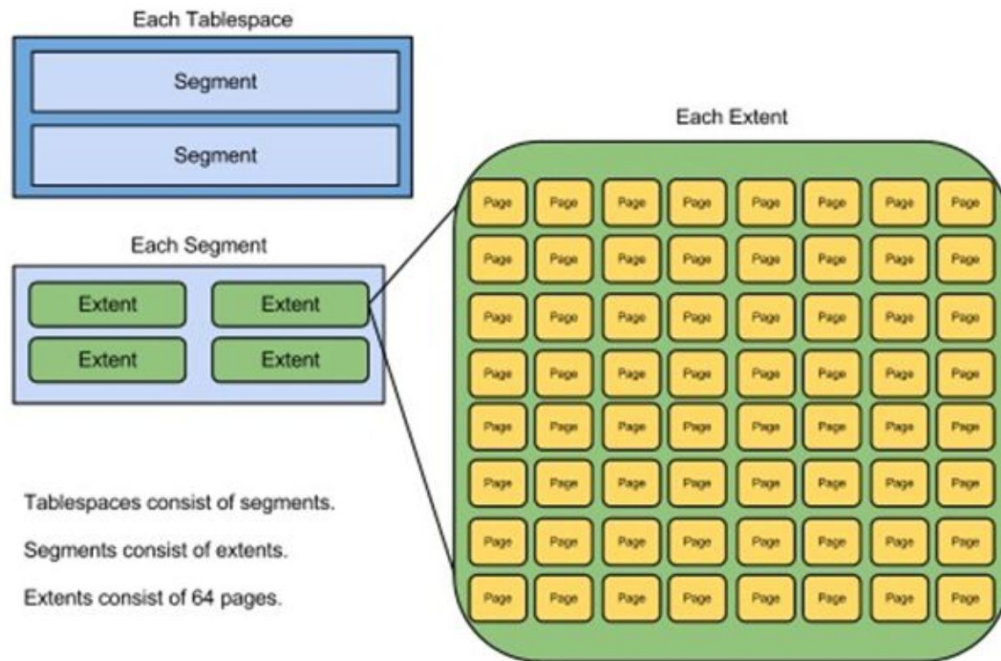 Each Tablespace
Segment
Segment
Each Segment
Extent Extent
Extent Extent
Tablespaces consist of segments.
Segments consist of extents.
Extents consist of 64 pages.
Each Extent
Page Page Page Page Page Page Page Page
Page Page Page Page Page Page Page Page
Page Page Page Page Page Page Page Page
Page Page Page Page Page Page Page Page
Page Page Page Page Page Page Page Page
Page Page Page Page Page Page Page Page
Page Page Page Page Page Page Page Page
Page Page Page Page Page Page Page Page